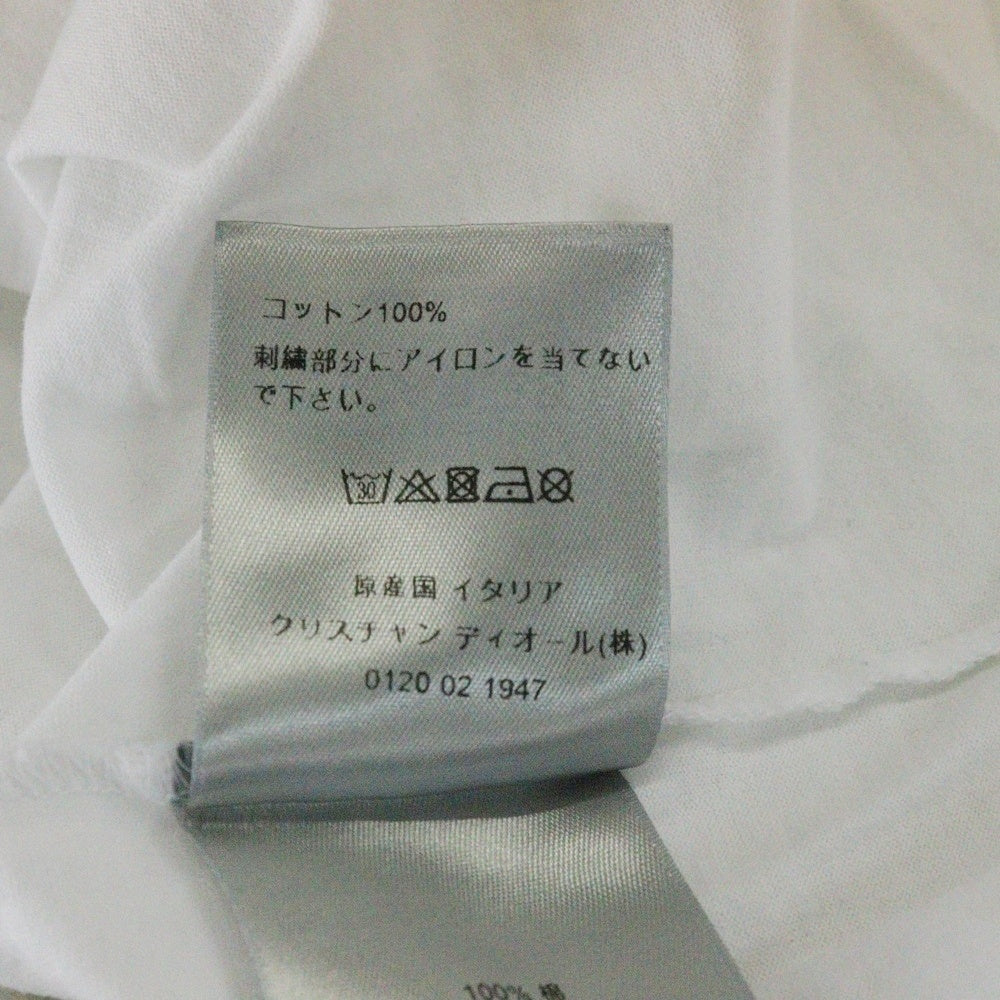 コットン100%
刺繍部分にアイロンを当てない
で下さい。
30
原産国 イタリア
クリスチャン ディオール(株)
0120 02 1947
100% 棉